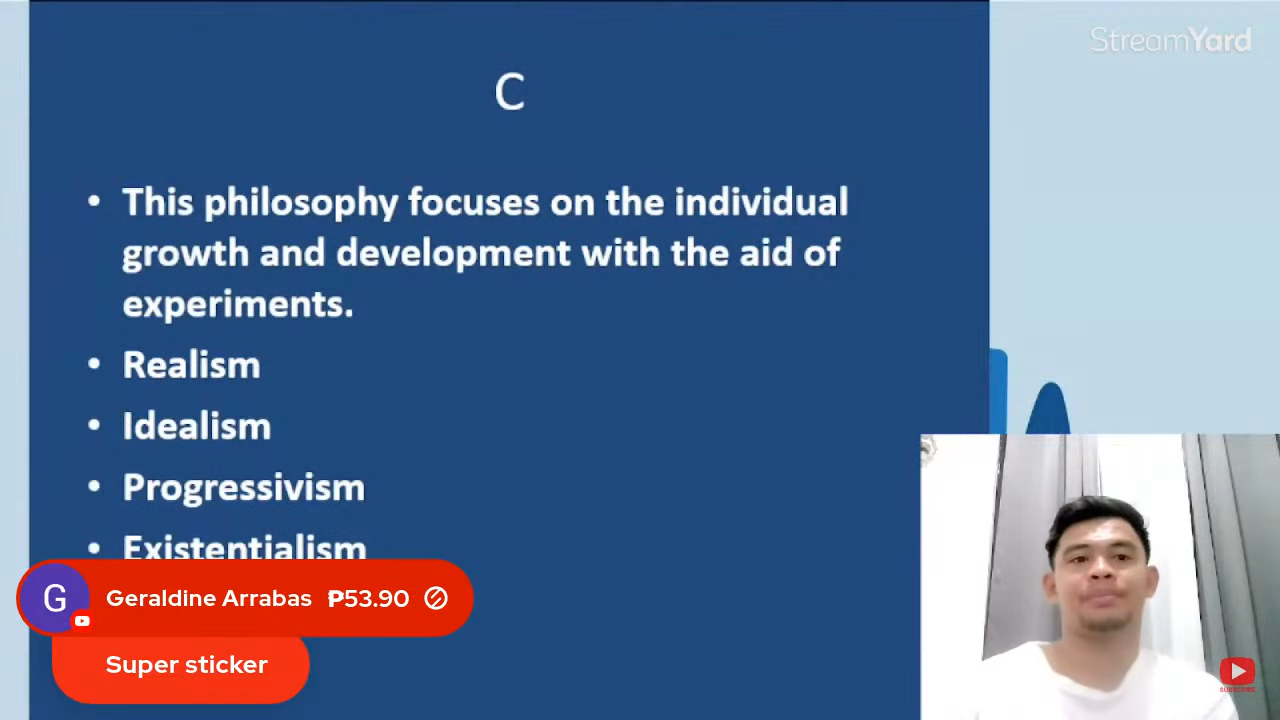 StreamYard
C
• This philosophy focuses on the individual
growth and development with the aid of
experiments.
• Realism
• Idealism
• Progressivism
• Existentialism
G
Geraldine Arrabas ₱53.90
Super sticker
SUBSCRIBE